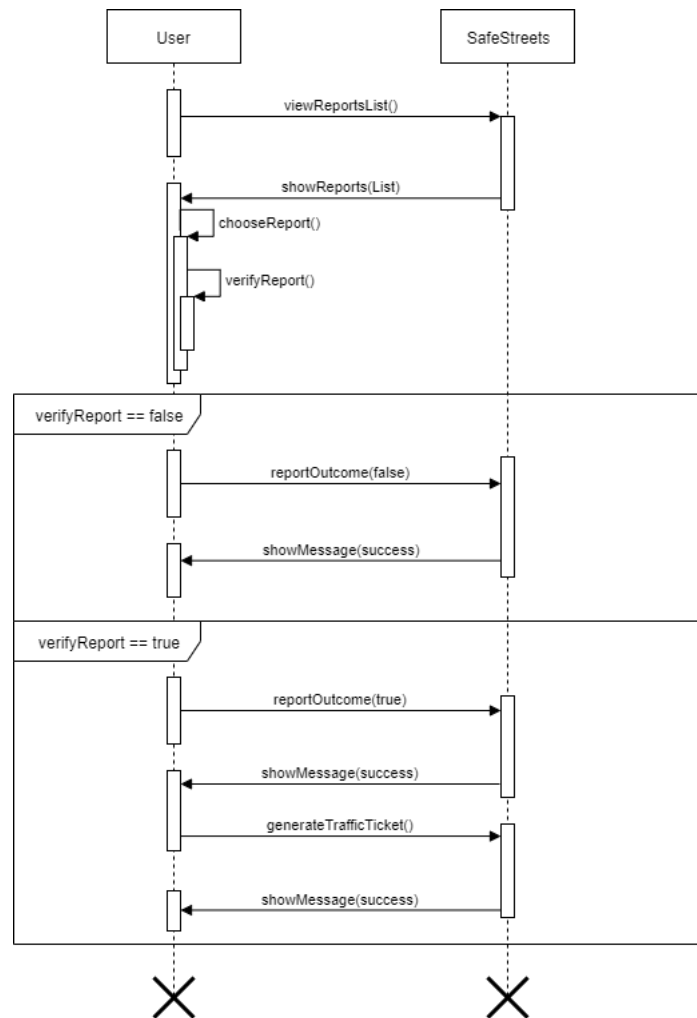 User
SafeStreets
viewReportsList()
showReports(List)
chooseReport()
verifyReport()
verifyReport == false
reportOutcome(false)
showMessage(success)
verifyReport == true
reportOutcome(true)
showMessage(success)
generateTrafficTicket()
showMessage(success)